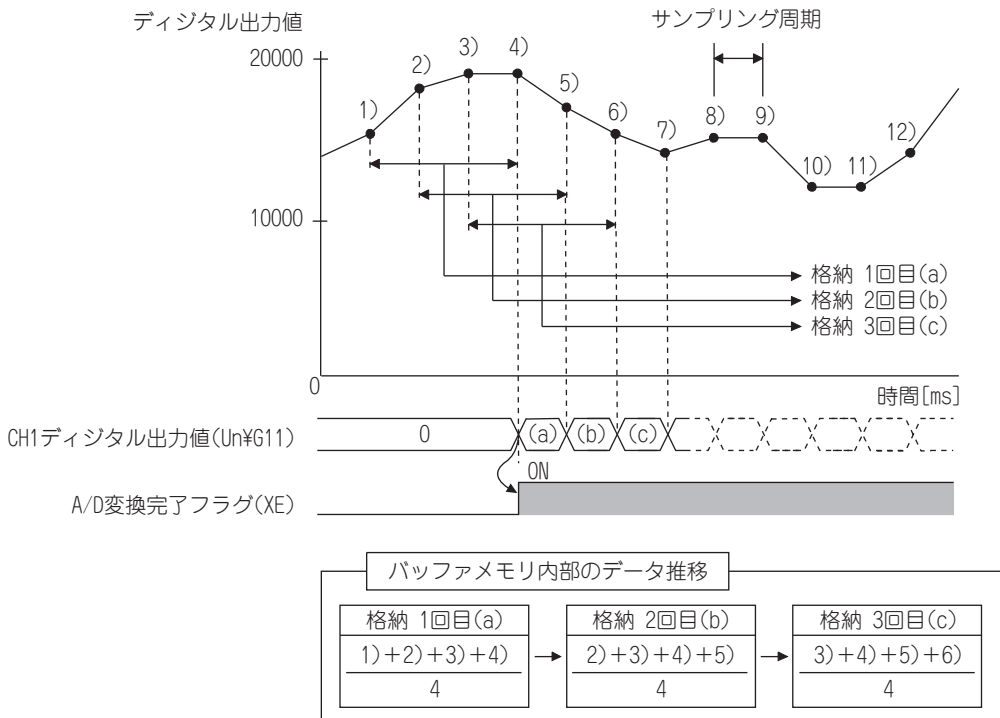 ディジタル出力値
サンプリング周期
20000
1)
2)
3)
4)
5)
6)
7)
8)
9)
10)
11)
12)
10000
格納 1回目(a)
格納 2回目(b)
格納 3回目(c)
0
時間[ms]
CH1ディジタル出力値(Un¥G11)
0
(a)
(b)
(c)
ON
A/D変換完了フラグ(XE)
バッファメモリ内部のデータ推移
格納 1回目(a)
1)+2)+3)+4)
4
格納 2回目(b)
2)+3)+4)+5)
4
格納 3回目(c)
3)+4)+5)+6)
4